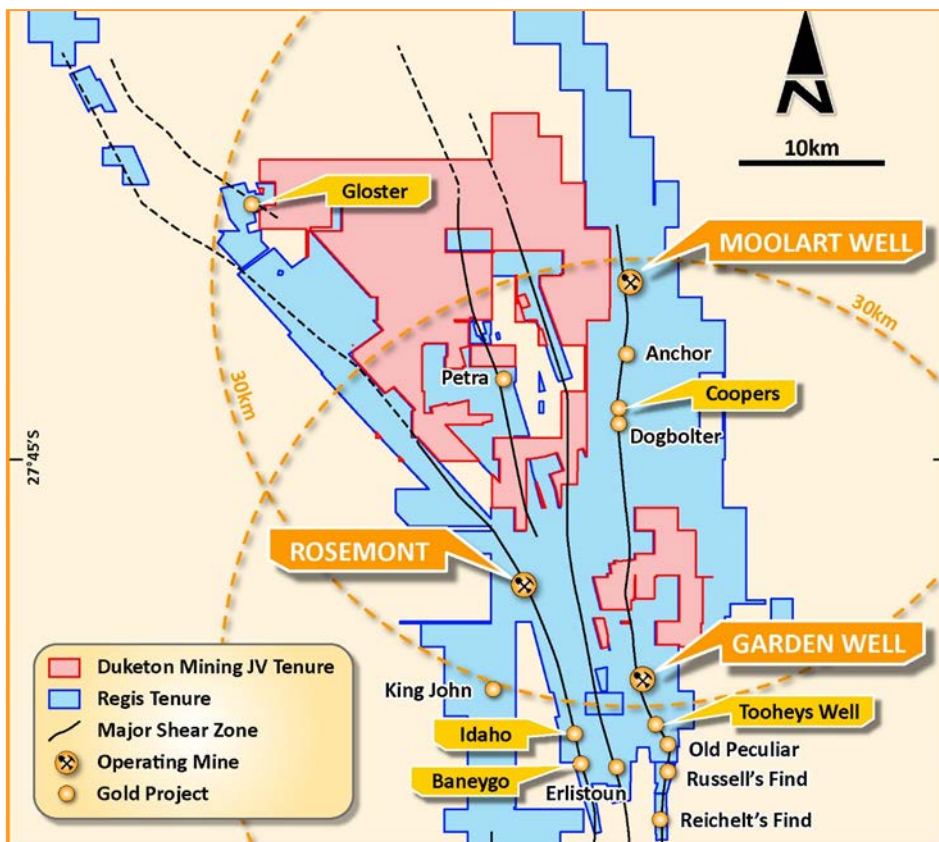 10km
Gloster
MOOLART WELL
30km
30km
Anchor
Petra
Coopers
Dogbolter
27°45'S
ROSEMONT
GARDEN WELL
Duketon Mining JV Tenure
Regis Tenure
Major Shear Zone
Operating Mine
Gold Project
King John
Tooheys Well
Idaho
Old Peculiar
Baneygo
Russell's Find
Erlistoun
Reichelt's Find
N